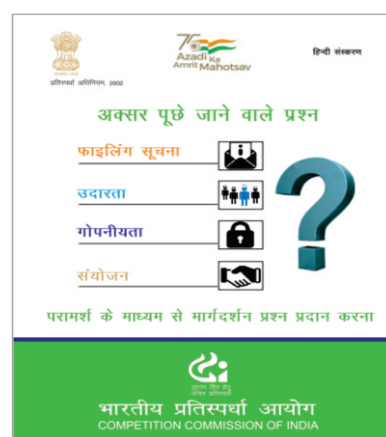 75
Azadi Ka
Amrit Mahotsav
हिन्दी संस्करण
प्रतिस्पर्धा अधिनियम, 2002
अक्सर पूछे जाने वाले प्रश्न
फाइलिंग सूचना
उदारता
गोपनीयता
संयोजन
?
परामर्श के माध्यम से मार्गदर्शन प्रश्न प्रदान करना
भारतीय प्रतिस्पर्धा आयोग
COMPETITION COMMISSION OF INDIA